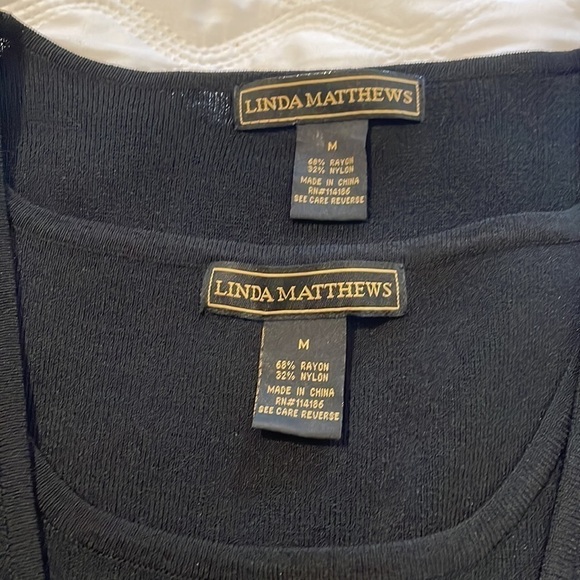 LINDA MATTHEWS
M
68% RAYON
32% NYLON
MADE IN CHINA
RN#114186
SEE CARE REVERSE
LINDA MATTHEWS
M
68% RAYON
32% NYLON
MADE IN CHINA
RN#114186
SEE CARE REVERSE